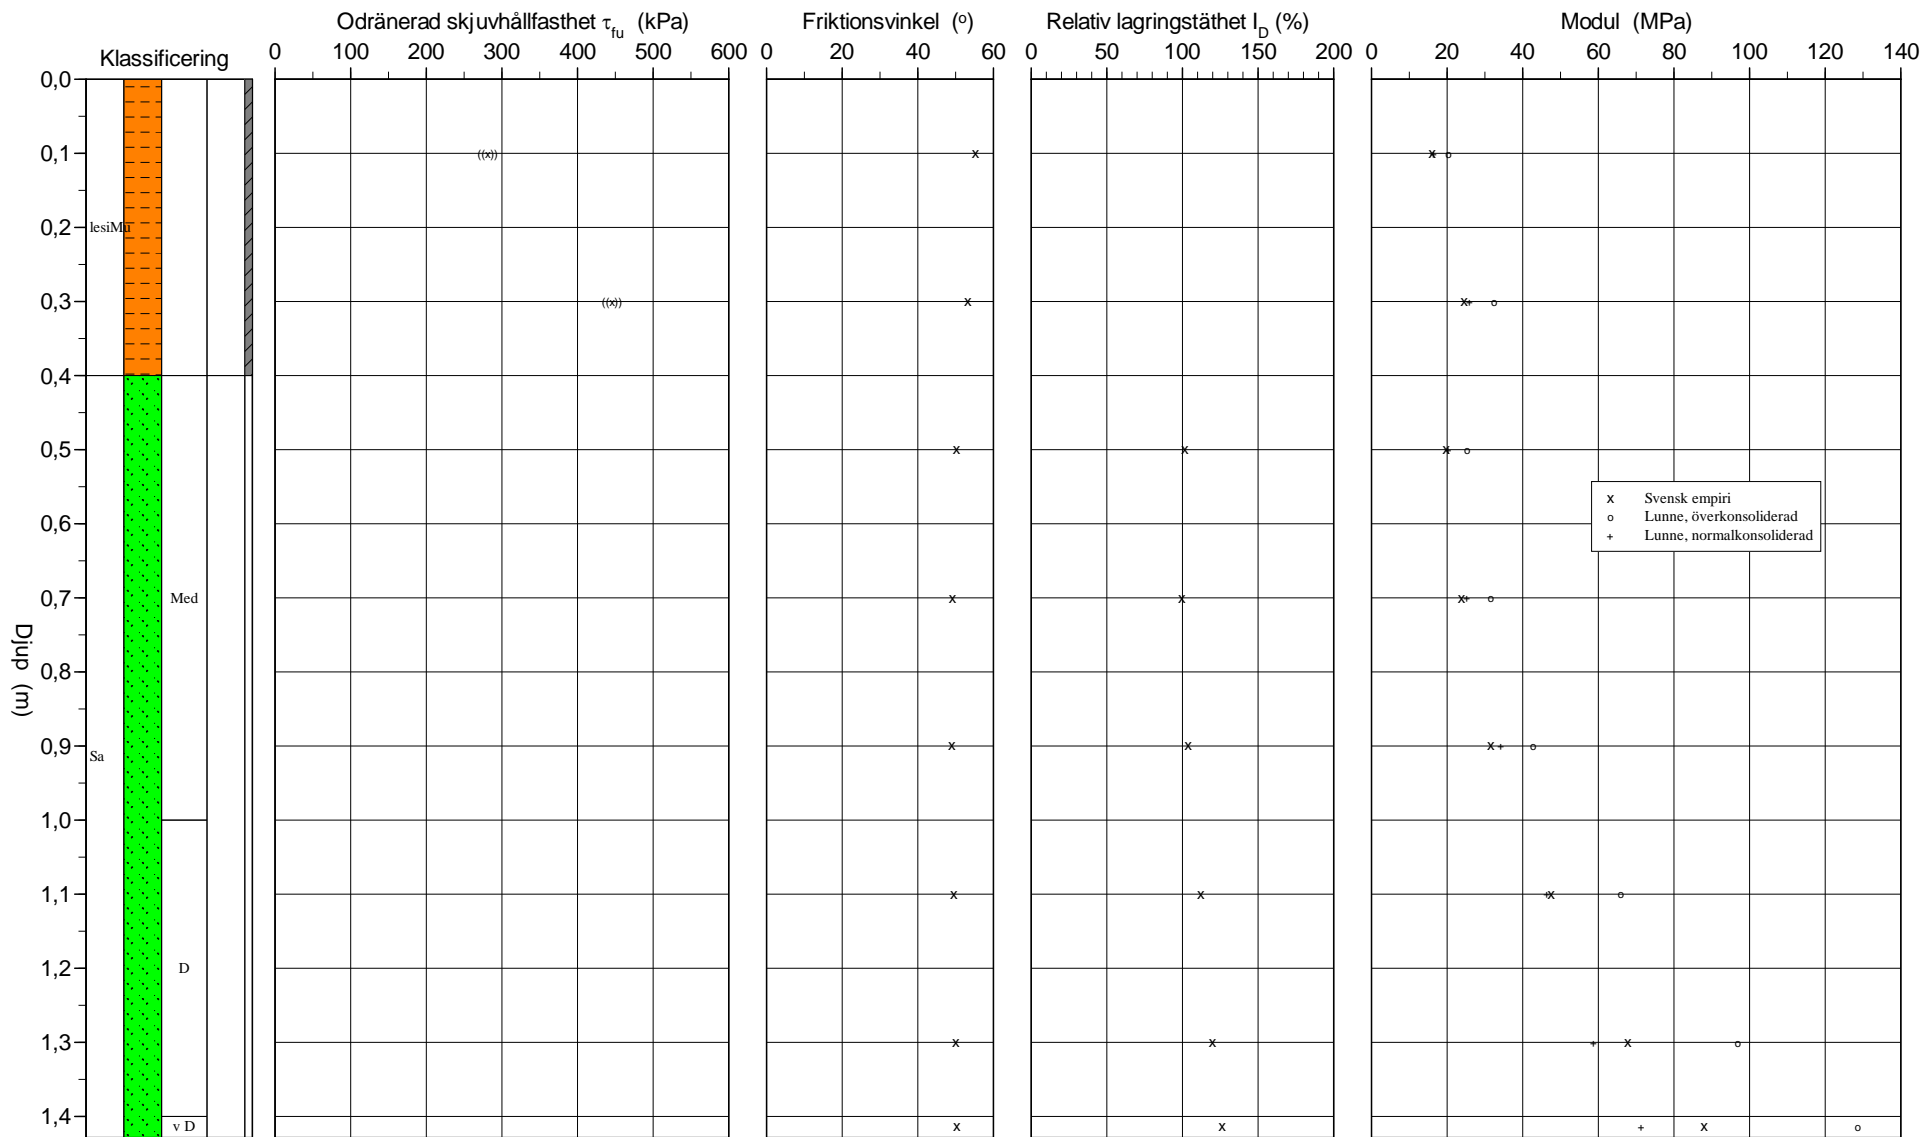 Odränerad skjuvhållfasthet τfu (kPa)
Friktionsvinkel (o)
Relativ lagringstäthet ID (%)
Modul (MPa)
Klassificering
0 100 200 300 400 500 600
0 20 40 60
0 50 100 150 200
0 20 40 60 80 100 120 140
0,0
0,1
((x))
0,2
lesiMu
0,3
((x))
0,4
0,5
x Svensk empiri
o Lunne, överkonsoliderad
+ Lunne, normalkonsoliderad
0,6
0,7
Med
Djup (m)
0,8
0,9
Sa
1,0
1,1
1,2
D
1,3
1,4
v D